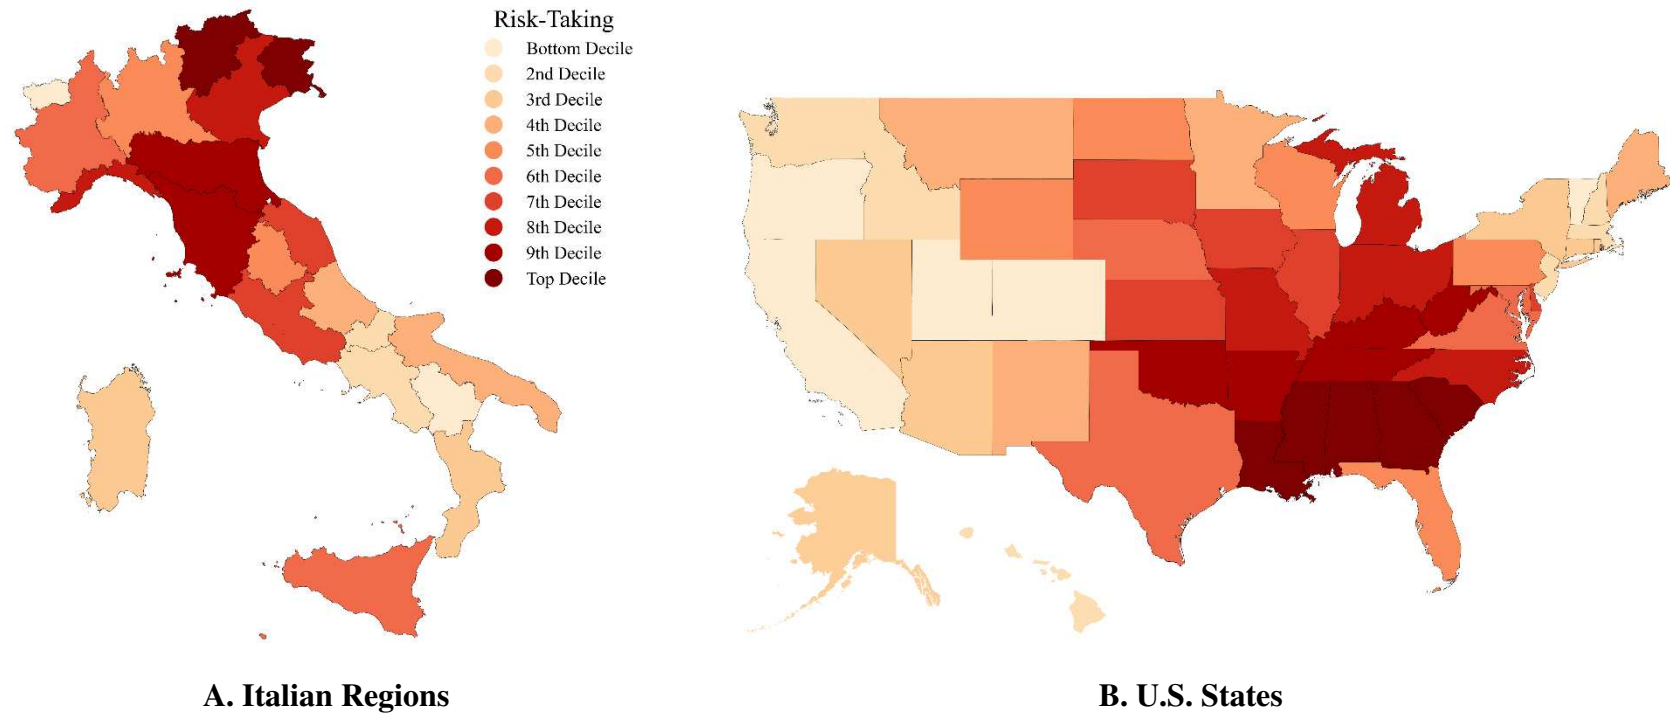 Risk-Taking
Bottom Decile
2nd Decile
3rd Decile
4th Decile
5th Decile
6th Decile
7th Decile
8th Decile
9th Decile
Top Decile
A. Italian Regions
B. U.S. States